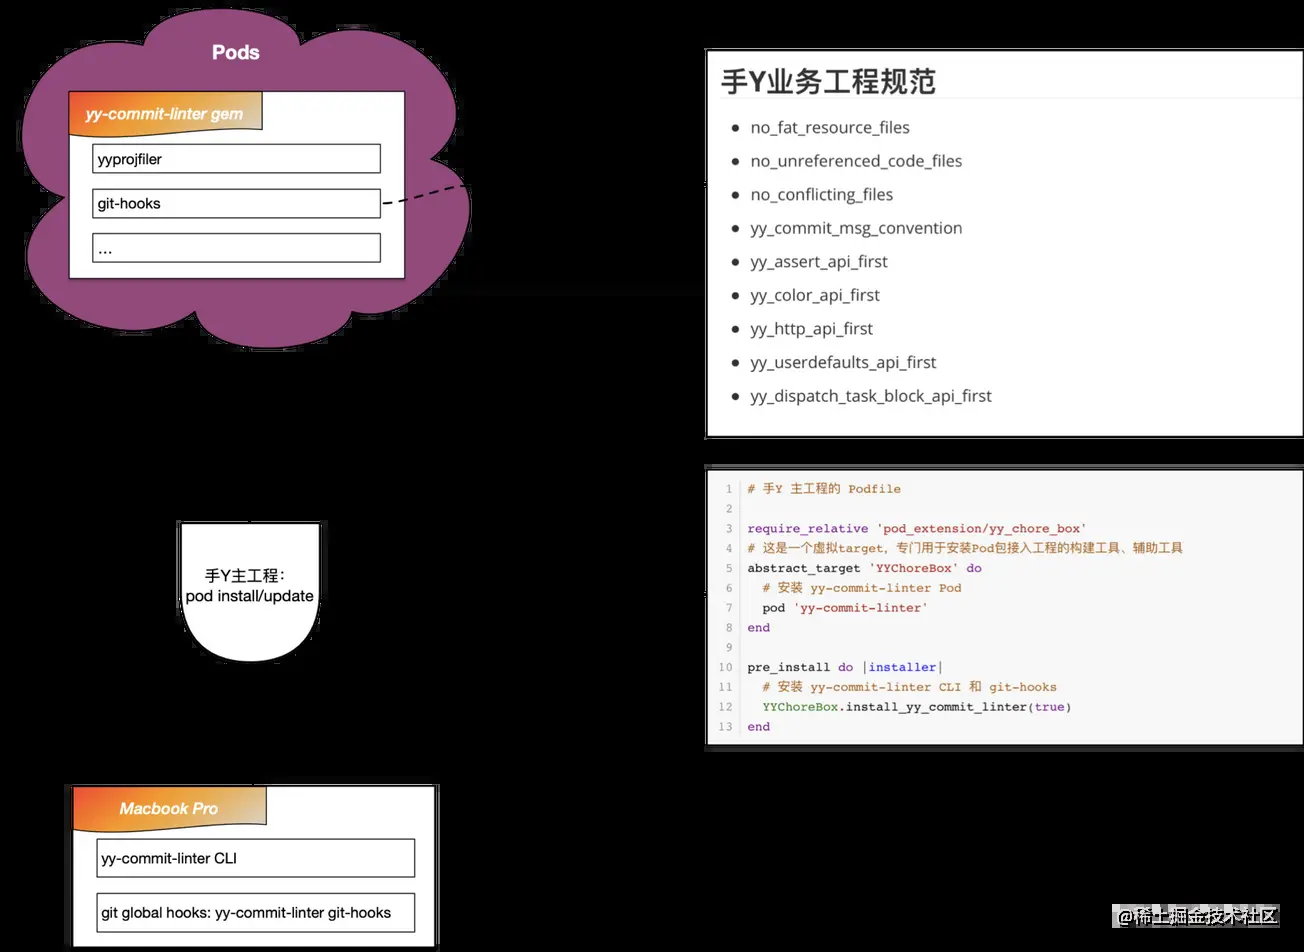 Pods
yy-commit-linter gem
yyprojfiler
git-hooks
...
手Y主工程：
pod install/update
Macbook Pro
yy-commit-linter CLI
git global hooks: yy-commit-linter git-hooks
手Y业务工程规范
no_fat_resource_files
no_unreferenced_code_files
no_conflicting_files
yy_commit_msg_convention
yy_assert_api_first
yy_color_api_first
yy_http_api_first
yy_userdefaults_api_first
yy_dispatch_task_block_api_first
1 # 手Y 主工程的 Podfile
2
3 require_relative 'pod_extension/yy_chore_box'
4 # 这是一个虚拟target，专门用于安装Pod包接入工程的构建工具、辅助工具
5 abstract_target 'YYChoreBox' do
6 # 安装 yy-commit-linter Pod
7 pod 'yy-commit-linter'
8 end
9
10 pre_install do |installer|
11 # 安装 yy-commit-linter CLI 和 git-hooks
12 YYChoreBox.install_yy_commit_linter(true)
13 end
@稀土掘金技术社区